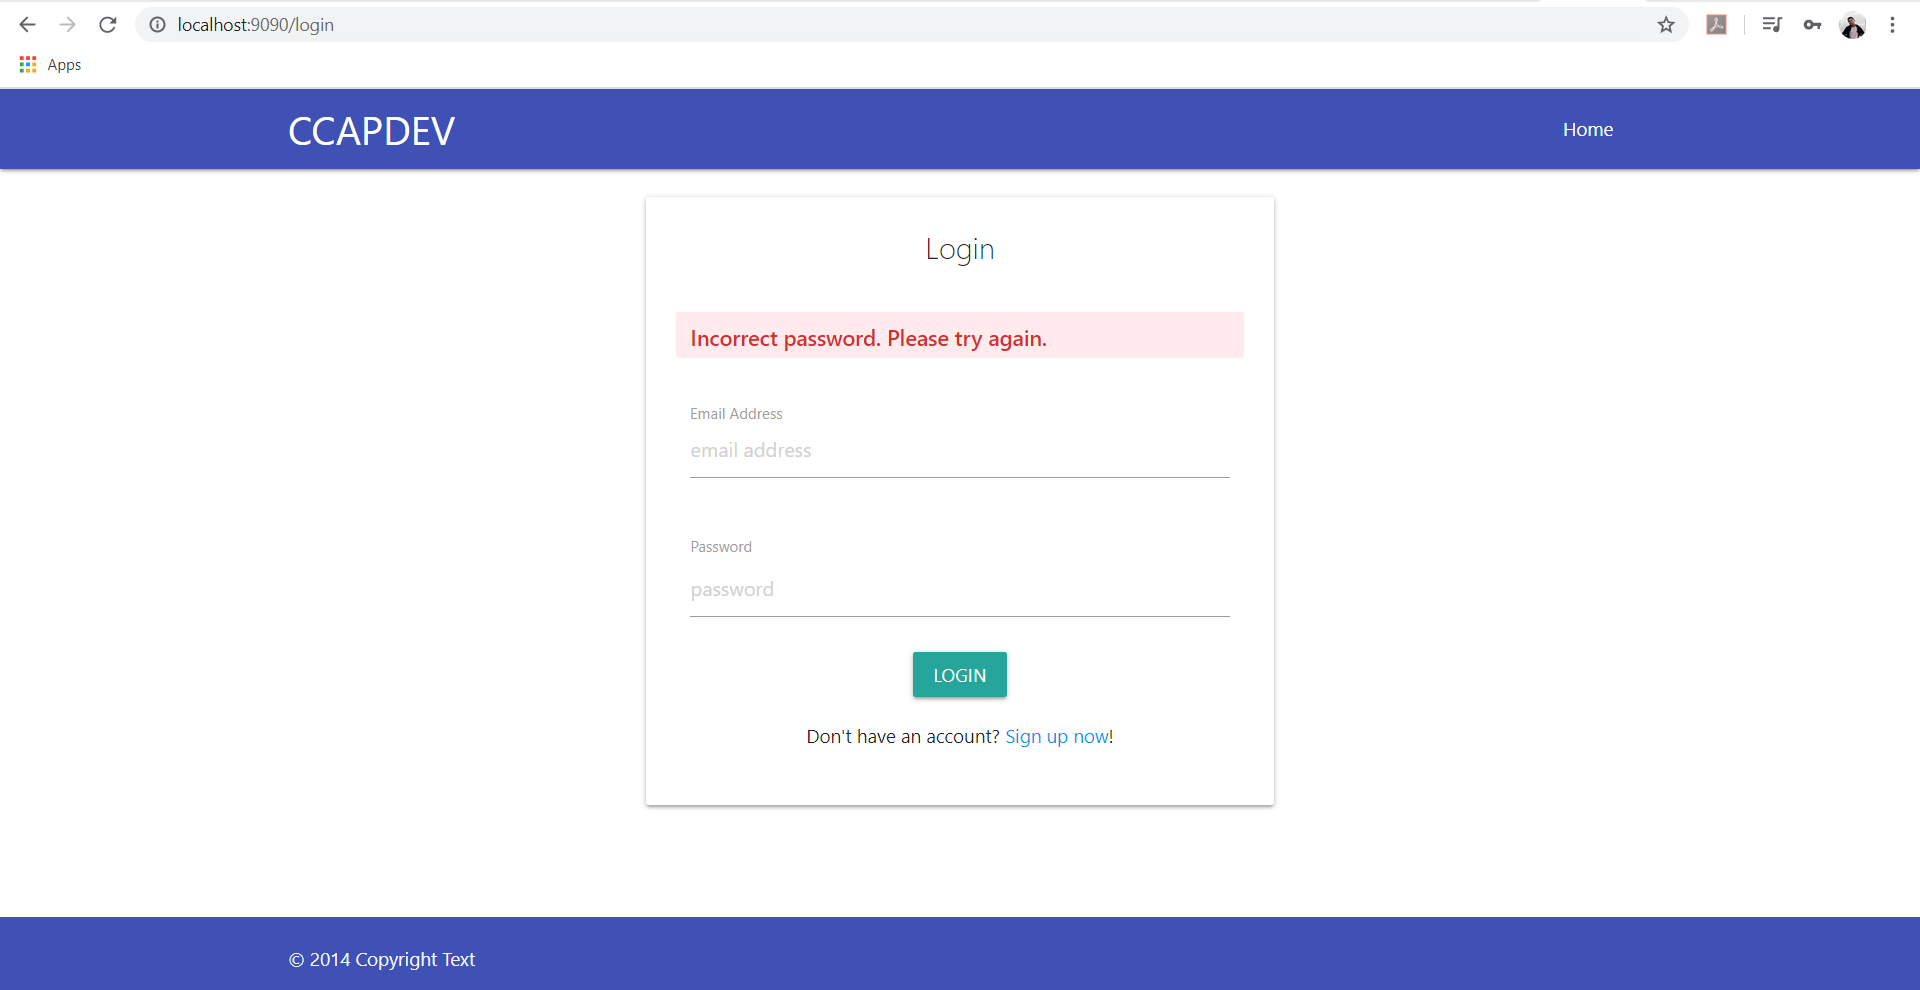 localhost:9090/login
Apps
CCAPDEV
Home
Login
Incorrect password. Please try again.
Email Address
email address
Password
password
LOGIN
Don't have an account? Sign up now!
© 2014 Copyright Text